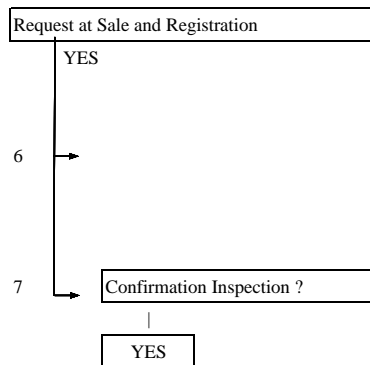 Request at Sale and Registration
YES
6
7 Confirmation Inspection ?
YES